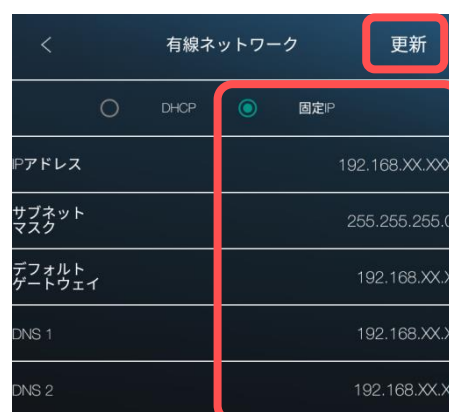 <
有線ネットワーク
更新
DHCP
固定IP
IPアドレス
192.168.XX.XXX
サブネット
マスク
255.255.255.0
デフォルト
ゲートウェイ
192.168.XX.X
DNS 1
192.168.XX.X
DNS 2
192.168.XX.X